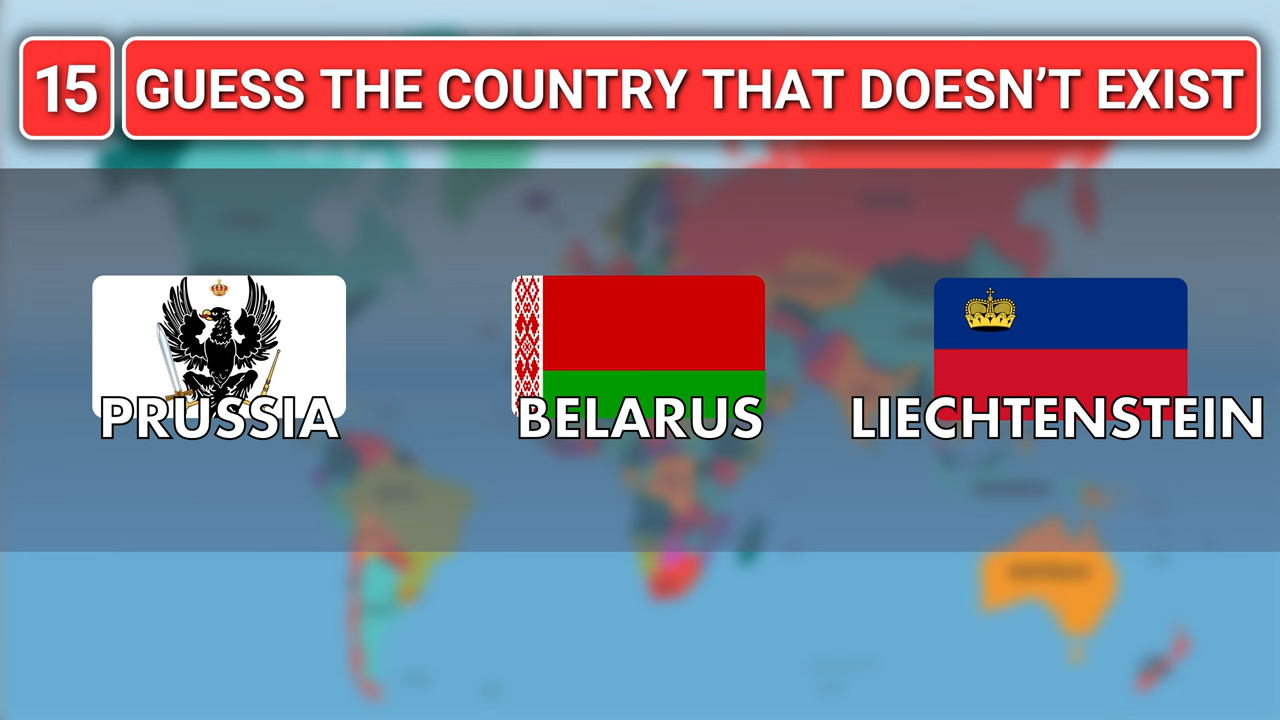 15 GUESS THE COUNTRY THAT DOESN'T EXIST
PRUSSIA
BELARUS
LIECHTENSTEIN